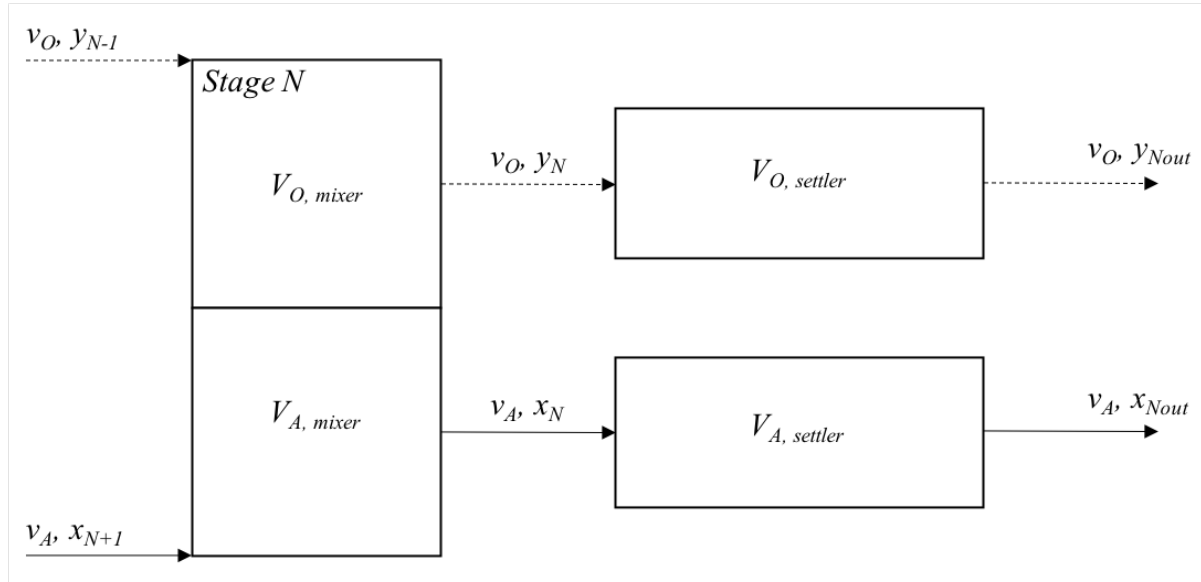 v_O, y_{N-1}
Stage N
V_{O, mixer}
v_O, y_N
V_{O, settler}
v_O, y_{Nout}
V_{A, mixer}
v_A, x_N
V_{A, settler}
v_A, x_{Nout}
v_A, x_{N+1}